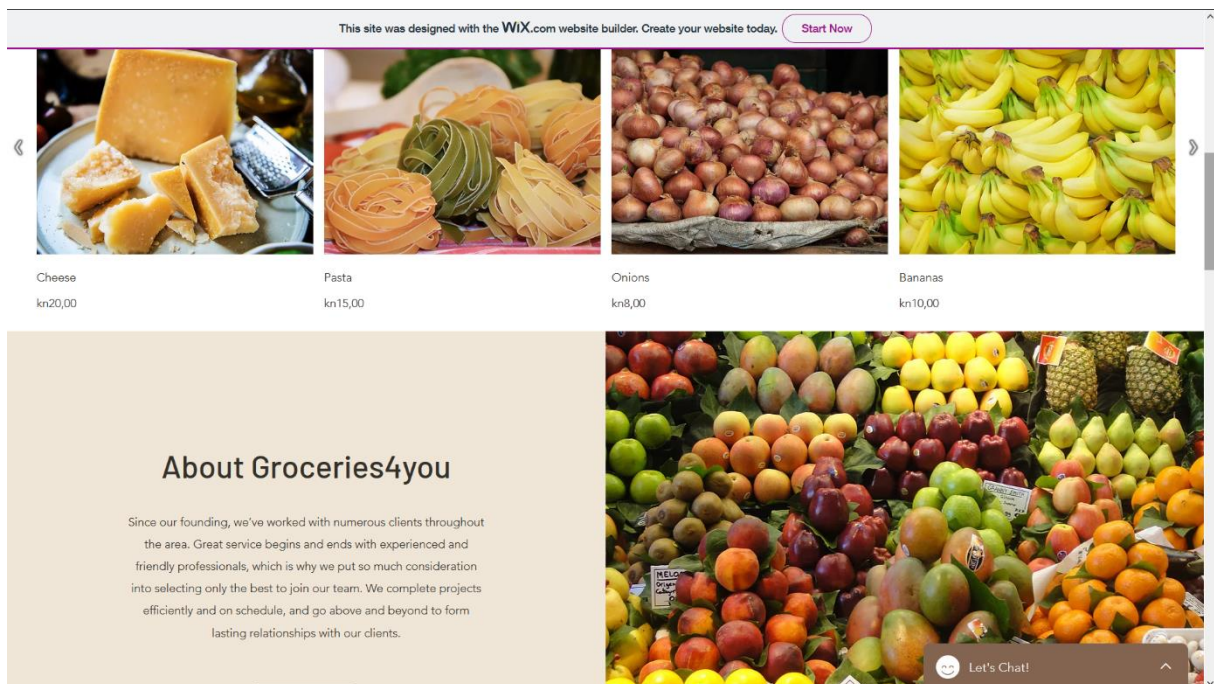 This site was designed with the WiX.com website builder. Create your website today. Start Now
Cheese
kn20,00
Pasta
kn15,00
Onions
kn8,00
Bananas
kn10,00
About Groceries4you
Since our founding, we've worked with numerous clients throughout
the area. Great service begins and ends with experienced and
friendly professionals, which is why we put so much consideration
into selecting only the best to join our team. We complete projects
efficiently and on schedule, and go above and beyond to form
lasting relationships with our clients.
MELO
Let's Chat!